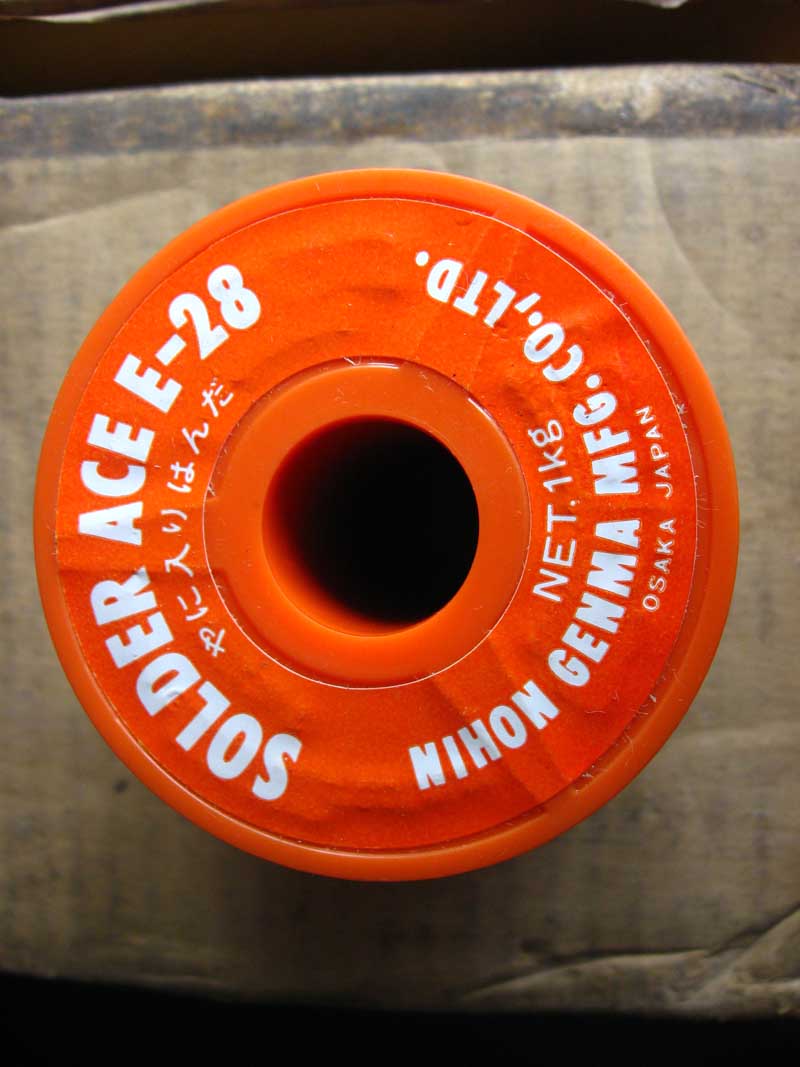 SOLDER ACE E-28
やに入りはんだ
NET.1kg
NIHON GENMA MFG.CO.,LTD.
OSAKA JAPAN